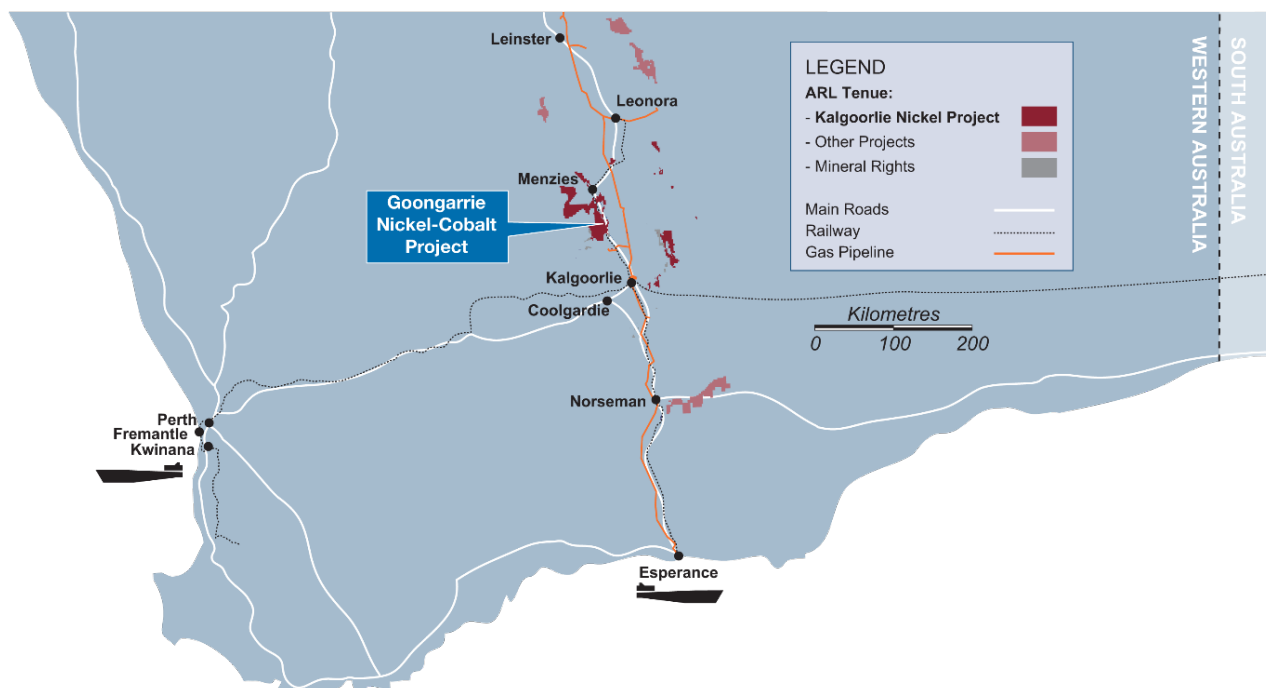 Leinster
Leonora
Menzies
Goongarrie
Nickel-Cobalt
Project
Kalgoorlie
Coolgardie
Norseman
Perth
Fremantle
Kwinana
Esperance
LEGEND
ARL Tenue:
- Kalgoorlie Nickel Project
- Other Projects
- Mineral Rights
Main Roads
Railway
Gas Pipeline
Kilometres
0 100 200
WESTERN AUSTRALIA
SOUTH AUSTRALIA